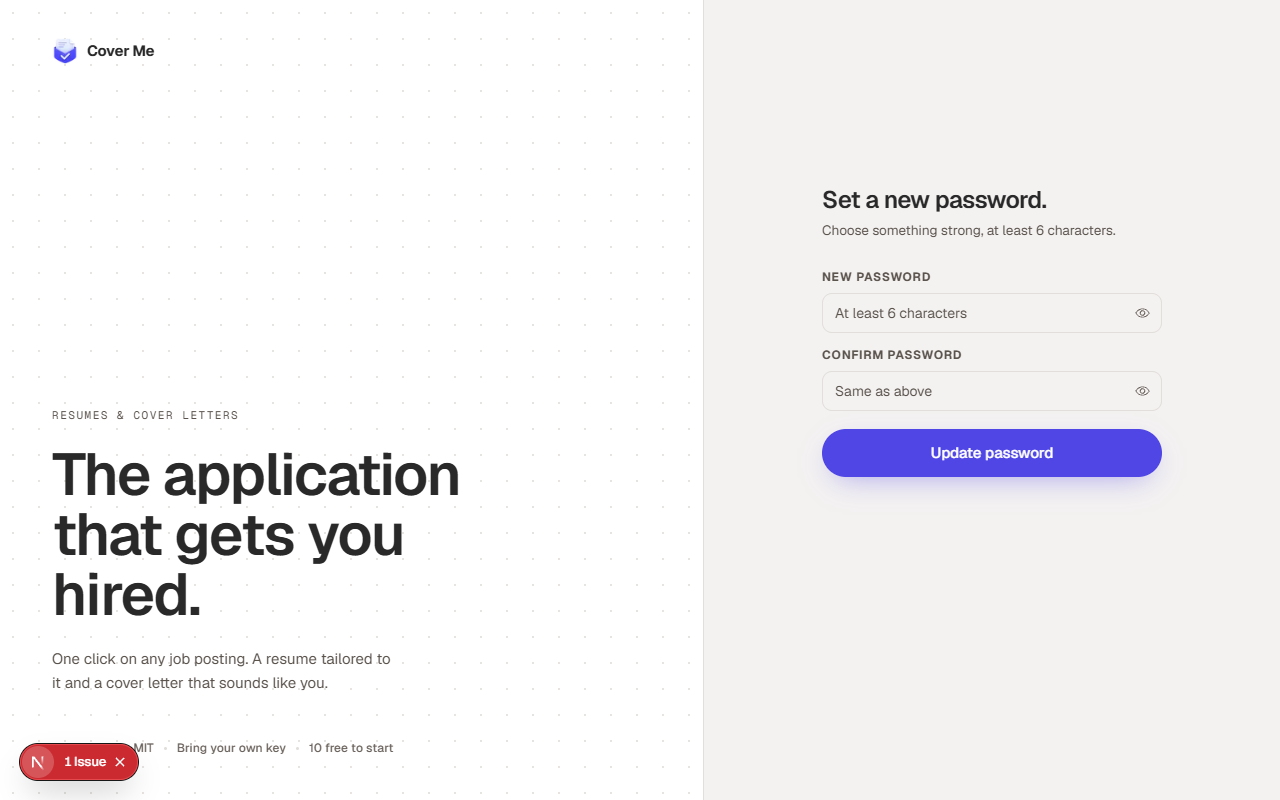 Cover Me
RESUMES & COVER LETTERS
The application
that gets you
hired.
One click on any job posting. A resume tailored to
it and a cover letter that sounds like you.
MIT · Bring your own key · 10 free to start
N 1 Issue
Set a new password.
Choose something strong, at least 6 characters.
NEW PASSWORD
At least 6 characters
CONFIRM PASSWORD
Same as above
Update password